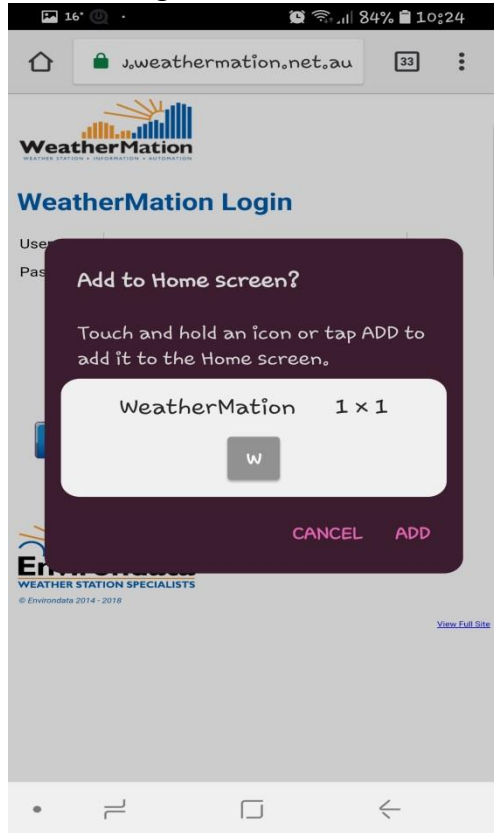 16° 84% 10:24
J.weathermation.net.au 33
WeatherMation
WEATHER STATION • INFORMATION • AUTOMATION
WeatherMation Login
Use
Pas
Add to Home screen?
Touch and hold an icon or tap ADD to
add it to the Home screen.
WeatherMation 1 × 1
W
CANCEL ADD
WEATHER STATION SPECIALISTS
© Environdata 2014 - 2018
View Full Site